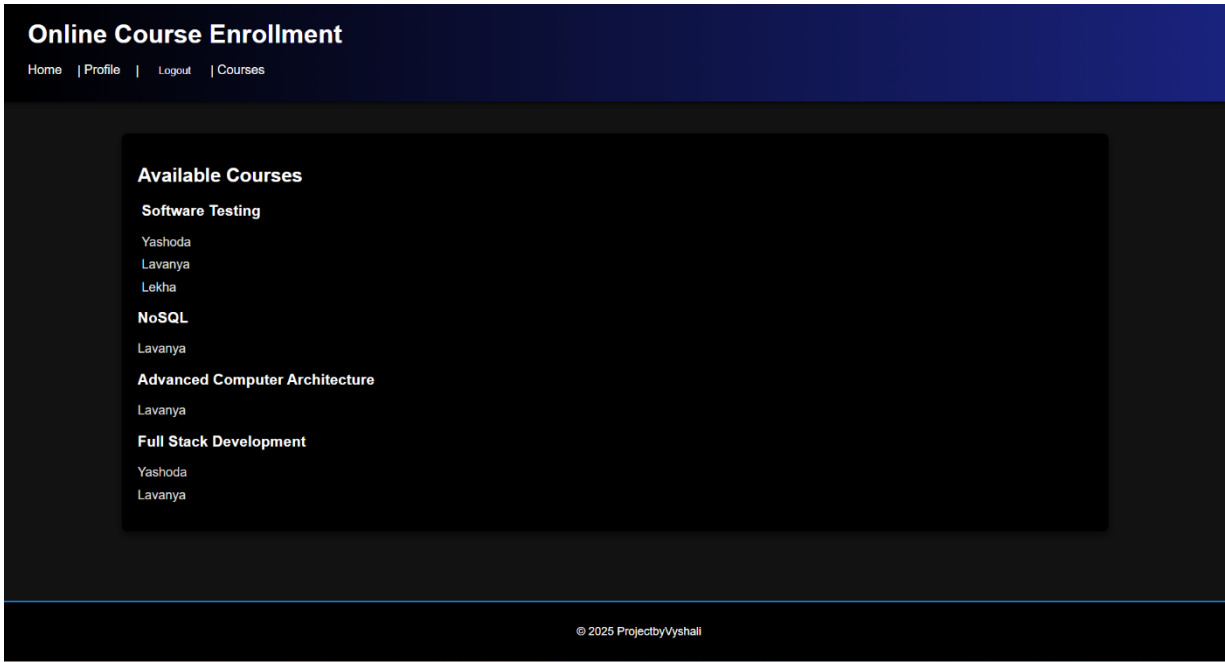 Online Course Enrollment
Home | Profile | Logout | Courses
Available Courses
Software Testing
Yashoda
Lavanya
Lekha
NoSQL
Lavanya
Advanced Computer Architecture
Lavanya
Full Stack Development
Yashoda
Lavanya
© 2025 ProjectbyVyshali